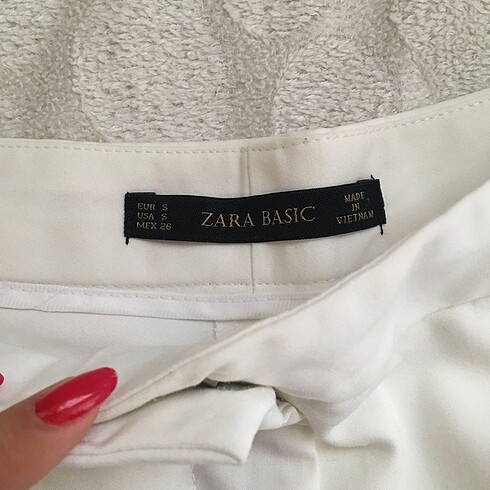 EUR S
USA S
MEX 26
ZARA BASIC
MADE
IN
VIETNAM